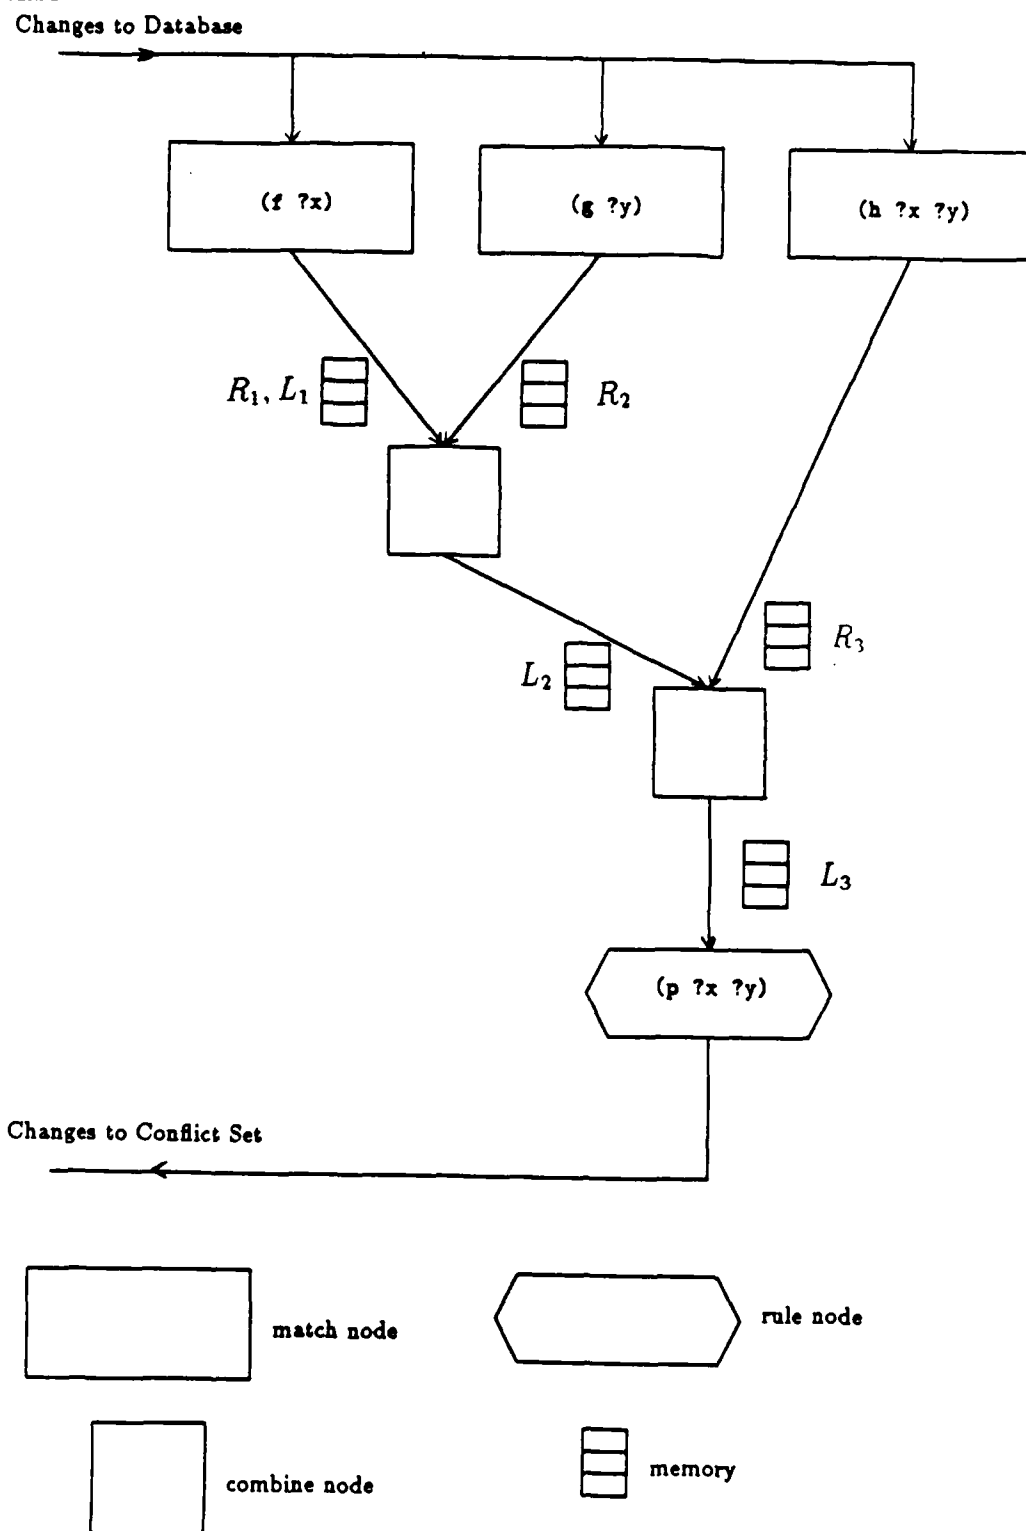 Changes to Database
(f ?x)
(g ?y)
(h ?x ?y)
R₁, L₁
R₂
R₃
L₂
L₃
(p ?x ?y)
Changes to Conflict Set
match node
rule node
combine node
memory